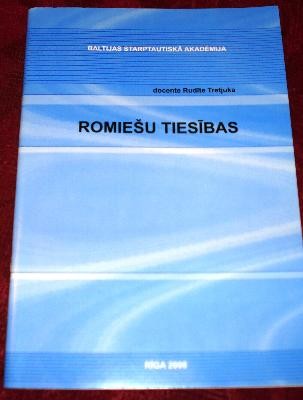 BALTIJAS STARPTAUTISKĀ AKADĒMIJA
docente Rudīte Tretjuka
ROMIEŠU TIESĪBAS
RĪGA 2006